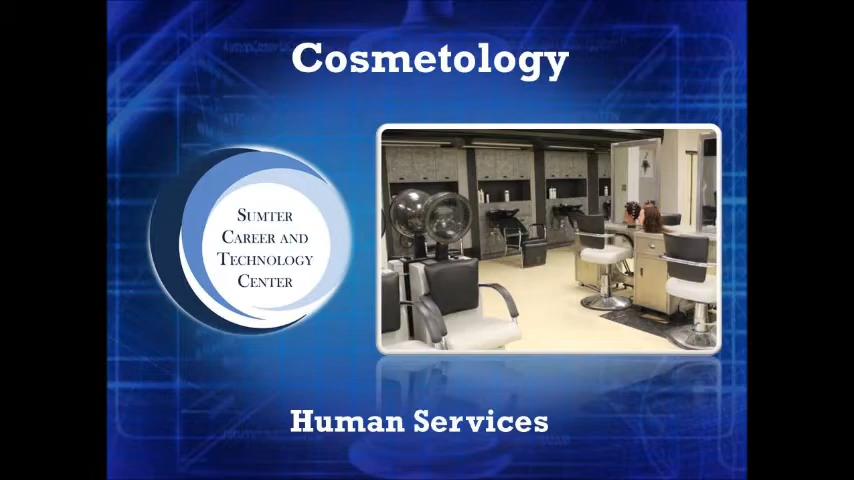 Cosmetology
SUMTER
CAREER AND
TECHNOLOGY
CENTER
Human Services